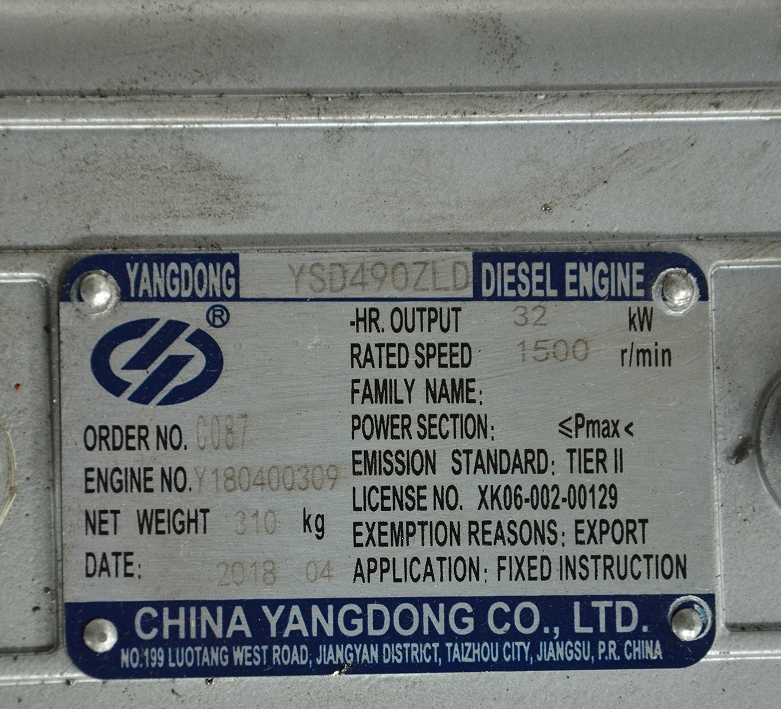 YANGDONG YSD490ZLD DIESEL ENGINE
®
-HR. OUTPUT 32 kW
RATED SPEED 1500 r/min
FAMILY NAME:
POWER SECTION: ≤Pmax<
EMISSION STANDARD: TIER II
LICENSE NO. XK06-002-00129
EXEMPTION REASONS: EXPORT
APPLICATION: FIXED INSTRUCTION
ORDER NO. C087
ENGINE NO. Y180400309
NET WEIGHT 310 kg
DATE: 2018 04
CHINA YANGDONG CO., LTD.
NO.199 LUOTANG WEST ROAD, JIANGYAN DISTRICT, TAIZHOU CITY, JIANGSU, P.R. CHINA